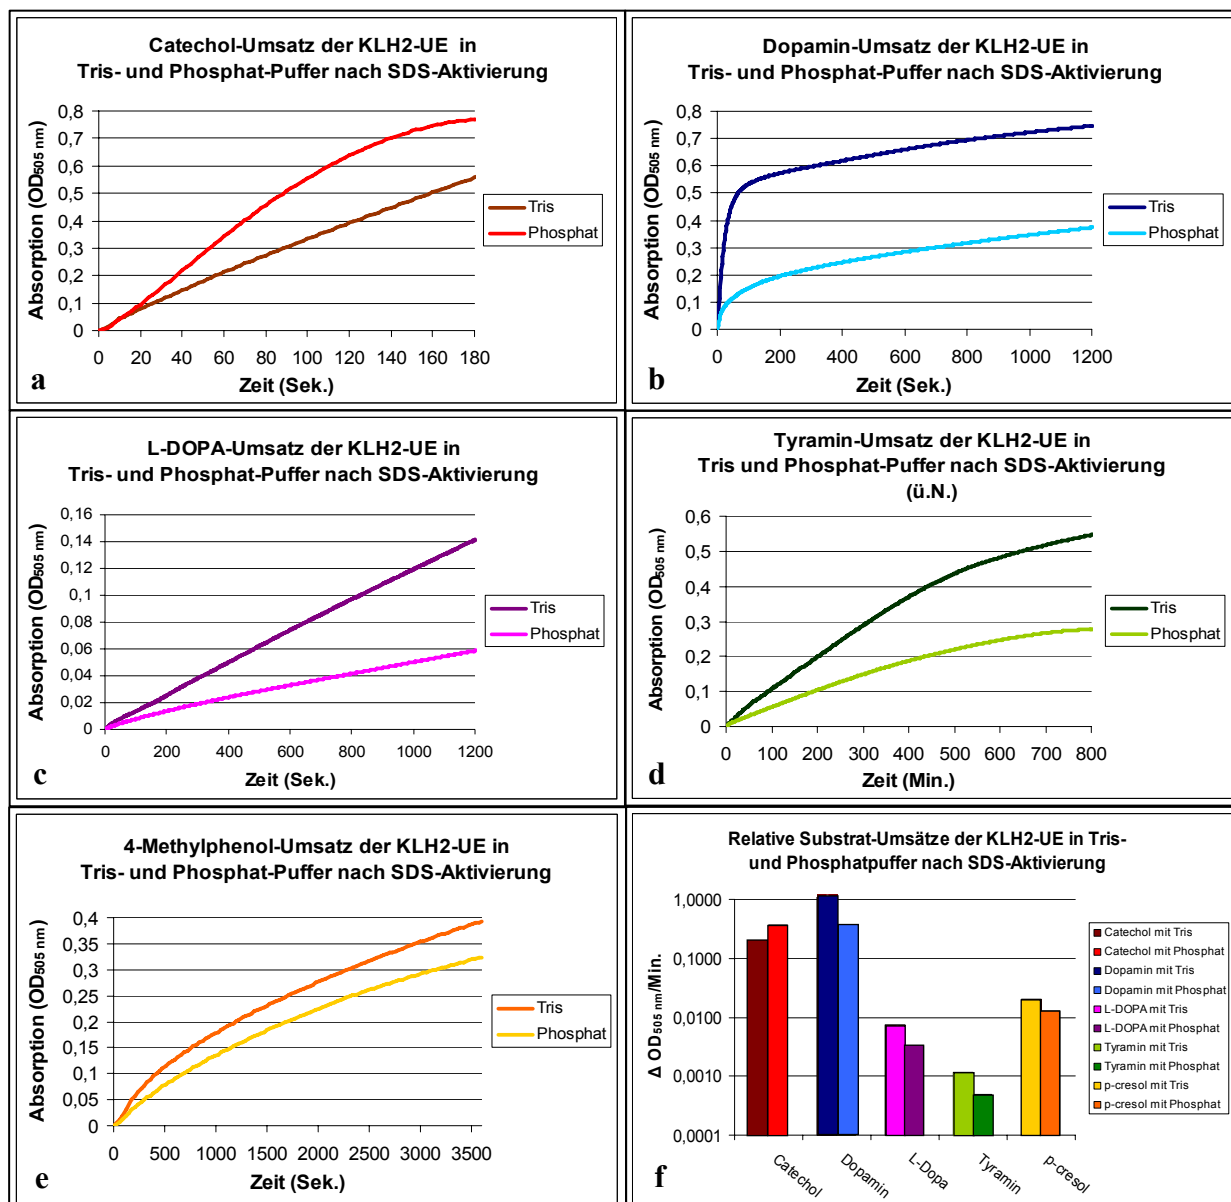 Catechol-Umsatz der KLH2-UE in
Tris- und Phosphat-Puffer nach SDS-Aktivierung
Absorption (OD505 nm)
0,8
0,7
0,6
0,5
0,4
0,3
0,2
0,1
0
0 20 40 60 80 100 120 140 160 180
Zeit (Sek.)
Tris
Phosphat
a
Dopamin-Umsatz der KLH2-UE in
Tris- und Phosphat-Puffer nach SDS-Aktivierung
Absorption (OD505 nm)
0,8
0,7
0,6
0,5
0,4
0,3
0,2
0,1
0
0 200 400 600 800 1000 1200
Zeit (Sek.)
Tris
Phosphat
b
L-DOPA-Umsatz der KLH2-UE in
Tris- und Phosphat-Puffer nach SDS-Aktivierung
Absorption (OD505 nm)
0,16
0,14
0,12
0,1
0,08
0,06
0,04
0,02
0
0 200 400 600 800 1000 1200
Zeit (Sek.)
Tris
Phosphat
c
Tyramin-Umsatz der KLH2-UE in
Tris und Phosphat-Puffer nach SDS-Aktivierung
(ü.N.)
Absorption (OD505 nm)
0,6
0,5
0,4
0,3
0,2
0,1
0
0 100 200 300 400 500 600 700 800
Zeit (Min.)
Tris
Phosphat
d
4-Methylphenol-Umsatz der KLH2-UE in
Tris- und Phosphat-Puffer nach SDS-Aktivierung
Absorption (OD505 nm)
0,4
0,35
0,3
0,25
0,2
0,15
0,1
0,05
0
0 500 1000 1500 2000 2500 3000 3500
Zeit (Sek.)
Tris
Phosphat
e
Relative Substrat-Umsätze der KLH2-UE in Tris-
und Phosphatpuffer nach SDS-Aktivierung
Δ OD505 nm/Min.
1,0000
0,1000
0,0100
0,0010
0,0001
Catechol Dopamin L-Dopa Tyramin p-cresol
Catechol mit Tris
Catechol mit Phosphat
Dopamin mit Tris
Dopamin mit Phosphat
L-DOPA mit Tris
L-DOPA mit Phosphat
Tyramin mit Tris
Tyramin mit Phosphat
p-cresol mit Tris
p-cresol mit Phosphat
f